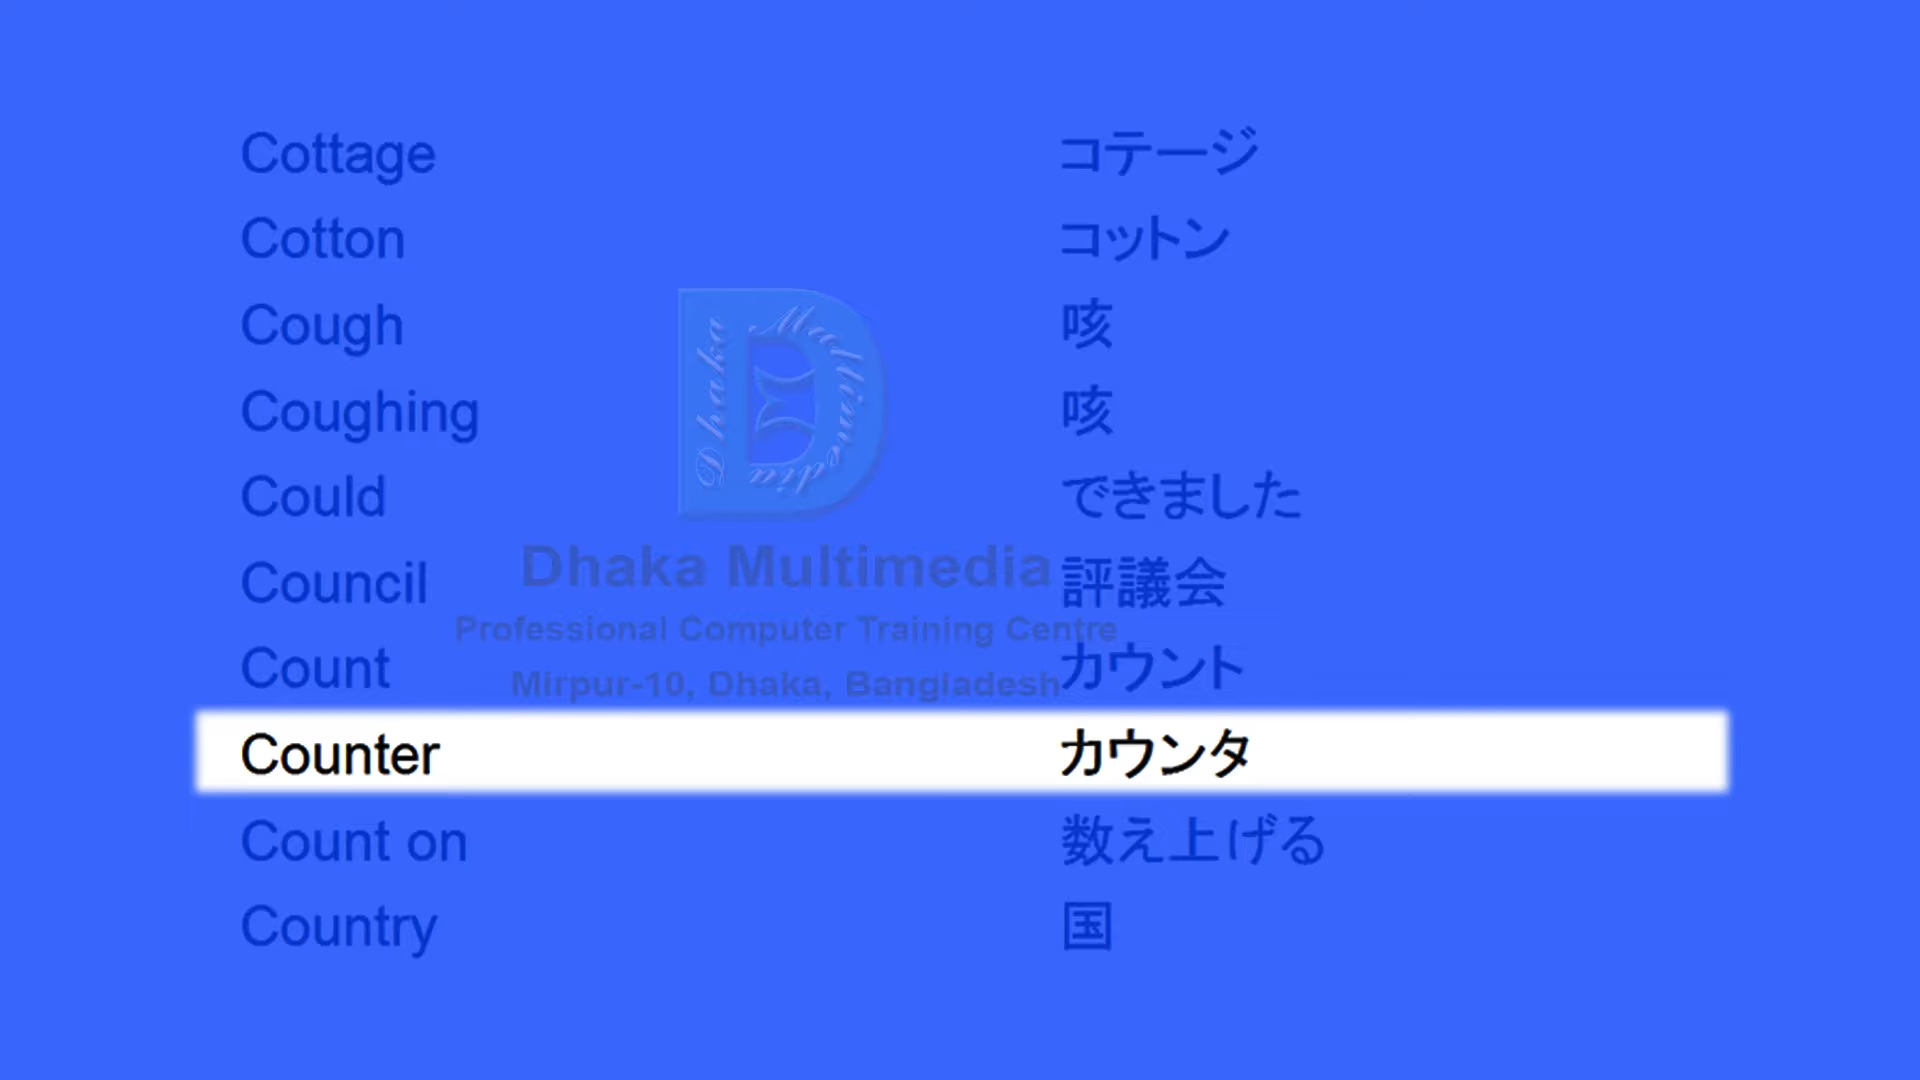 Cottage コテージ
Cotton コットン
Cough 咳
Coughing 咳
Dhaka Multimedia
Could できました
Dhaka Multimedia
Council 評議会
Professional Computer Training Centre
Count カウント
Mirpur-10, Dhaka, Bangladesh
Counter カウンタ
Count on 数え上げる
Country 国